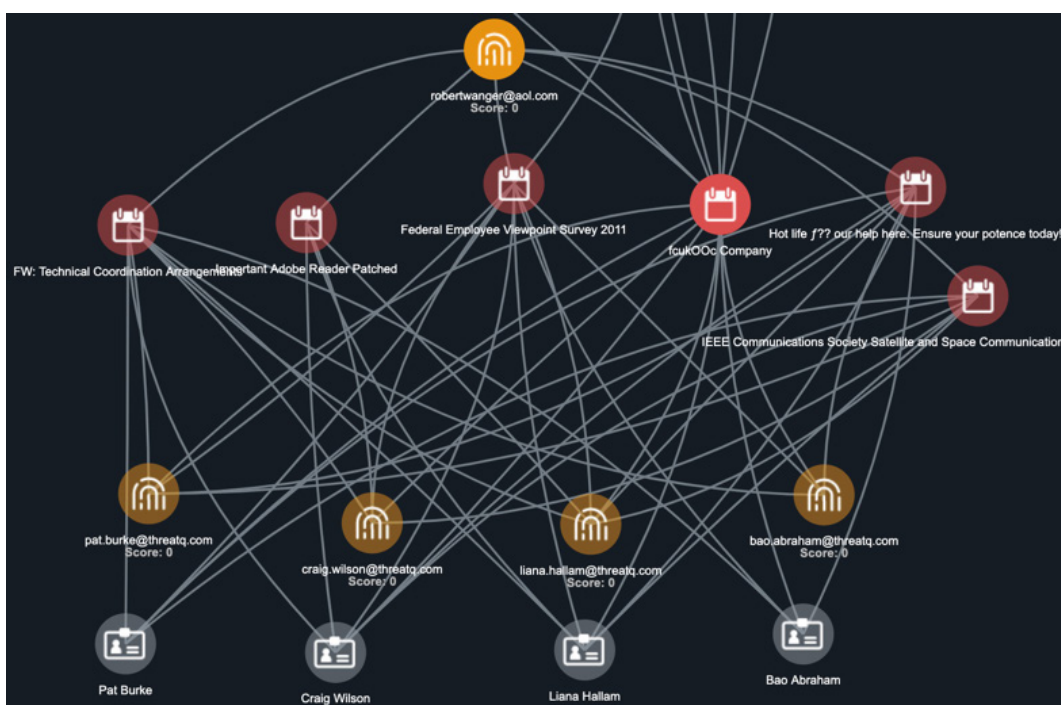 robertwanger@aol.com
Score: 0
Federal Employee Viewpoint Survey 2011
Hot life ƒ?? our help here. Ensure your potence today!
fcukOOc Company
FW: Technical Coordination Arrangements
Important Adobe Reader Patched
IEEE Communications Society Satellite and Space Communication
pat.burke@threatq.com
Score: 0
craig.wilson@threatq.com
Score: 0
liana.hallam@threatq.com
Score: 0
bao.abraham@threatq.com
Score: 0
Pat Burke
Craig Wilson
Liana Hallam
Bao Abraham